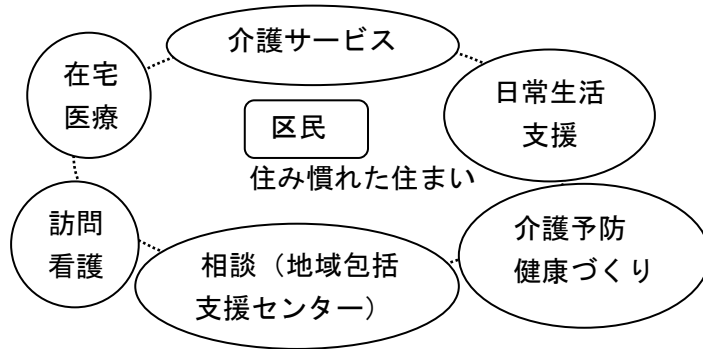 介護サービス
在宅
医療
日常生活
支援
区民
住み慣れた住まい
訪問
看護
相談（地域包括
支援センター）
介護予防
健康づくり